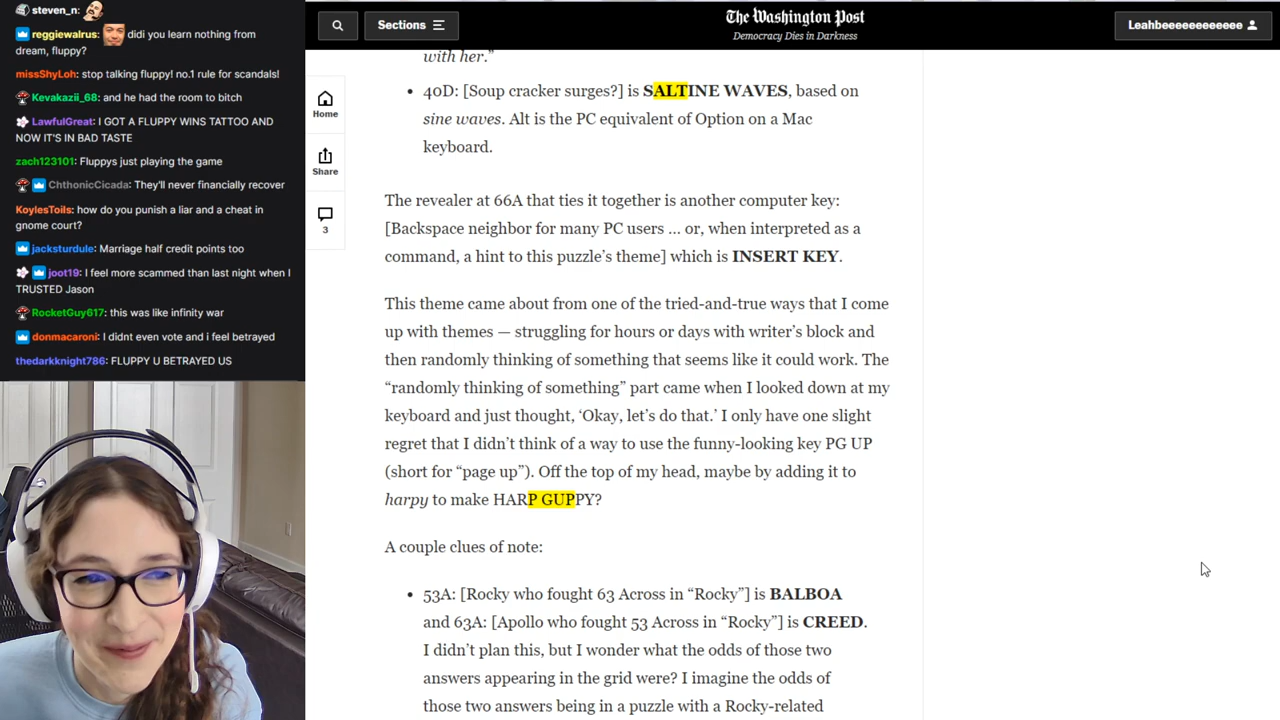 steven_n:
reggiewalrus: didi you learn nothing from
dream, fluppy?
missShyLoh: stop talking fluppy! no.1 rule for scandals!
Kevakazii_68: and he had the room to bitch
LawfulGreat: I GOT A FLUPPY WINS TATTOO AND
NOW IT'S IN BAD TASTE
zach123101: Fluppys just playing the game
ChthonicCicada: They'll never financially recover
KoylesToils: how do you punish a liar and a cheat in
gnome court?
jacksturdule: Marriage half credit points too
joot19: I feel more scammed than last night when I
TRUSTED Jason
RocketGuy617: this was like infinity war
donmacaroni: I didnt even vote and i feel betrayed
thedarkknight786: FLUPPY U BETRAYED US
Sections
The Washington Post
Democracy Dies in Darkness
Leahbeeeeeeeeeeee
Home
Share
3
with her.”
• 40D: [Soup cracker surges?] is SALTINE WAVES, based on
sine waves. Alt is the PC equivalent of Option on a Mac
keyboard.
The revealer at 66A that ties it together is another computer key:
[Backspace neighbor for many PC users … or, when interpreted as a
command, a hint to this puzzle’s theme] which is INSERT KEY.
This theme came about from one of the tried-and-true ways that I come
up with themes — struggling for hours or days with writer’s block and
then randomly thinking of something that seems like it could work. The
“randomly thinking of something” part came when I looked down at my
keyboard and just thought, ‘Okay, let’s do that.’ I only have one slight
regret that I didn’t think of a way to use the funny-looking key PG UP
(short for “page up”). Off the top of my head, maybe by adding it to
harpy to make HARP GUPPY?
A couple clues of note:
• 53A: [Rocky who fought 63 Across in “Rocky”] is BALBOA
and 63A: [Apollo who fought 53 Across in “Rocky”] is CREED.
I didn’t plan this, but I wonder what the odds of those two
answers appearing in the grid were? I imagine the odds of
those two answers being in a puzzle with a Rocky-related